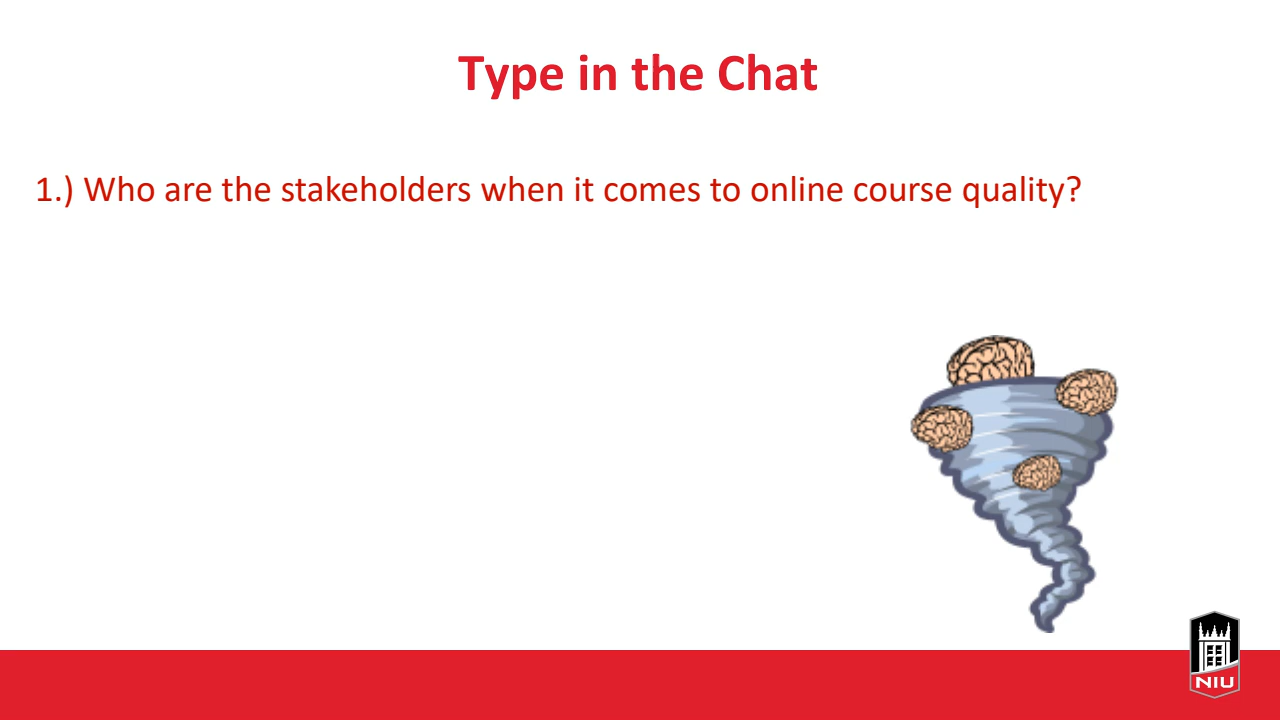 Type in the Chat
1.) Who are the stakeholders when it comes to online course quality?
NIU